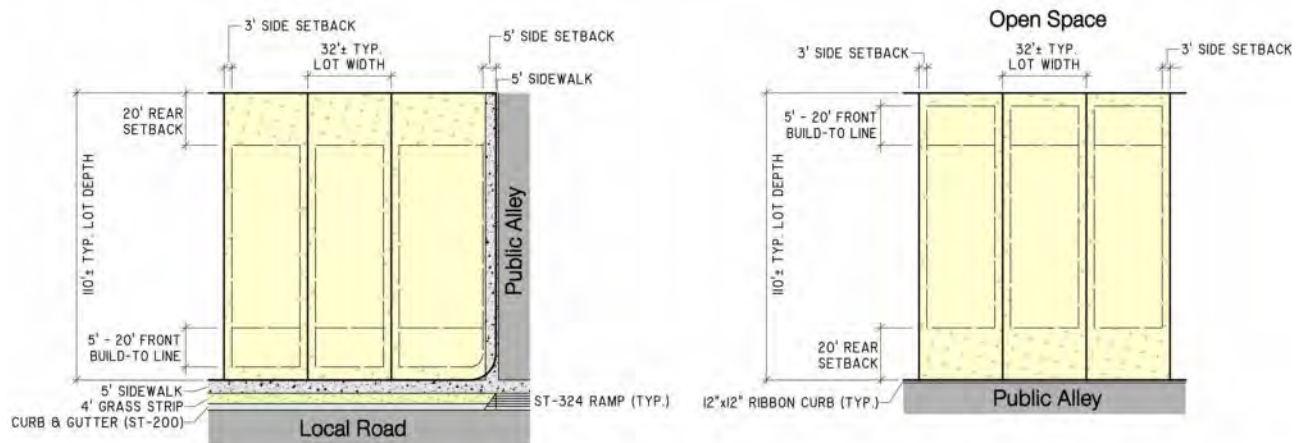 3' SIDE SETBACK
32'± TYP.
LOT WIDTH
5' SIDE SETBACK
5' SIDEWALK
20' REAR
SETBACK
110'± TYP. LOT DEPTH
Public Alley
5' - 20' FRONT
BUILD-TO LINE
5' SIDEWALK
4' GRASS STRIP
CURB & GUTTER (ST-200)
ST-324 RAMP (TYP.)
Local Road
Open Space
3' SIDE SETBACK
32'± TYP.
LOT WIDTH
3' SIDE SETBACK
5' - 20' FRONT
BUILD-TO LINE
110'± TYP. LOT DEPTH
20' REAR
SETBACK
12"x12" RIBBON CURB (TYP.)
Public Alley